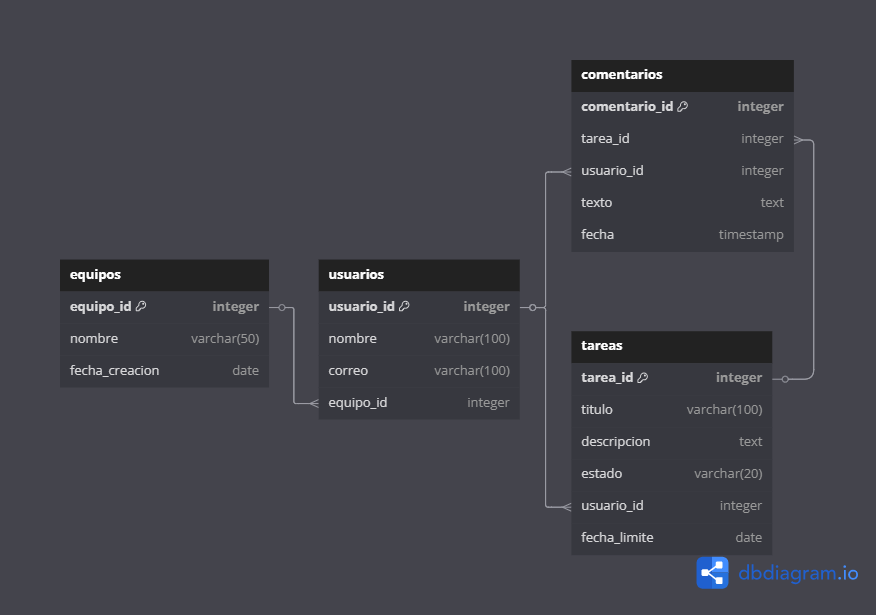 comentarios
comentario_id integer
tarea_id integer
usuario_id integer
texto text
fecha timestamp
equipos
equipo_id integer
nombre varchar(50)
fecha_creacion date
usuarios
usuario_id integer
nombre varchar(100)
correo varchar(100)
equipo_id integer
tareas
tarea_id integer
titulo varchar(100)
descripcion text
estado varchar(20)
usuario_id integer
fecha_limite date
dbdiagram.io